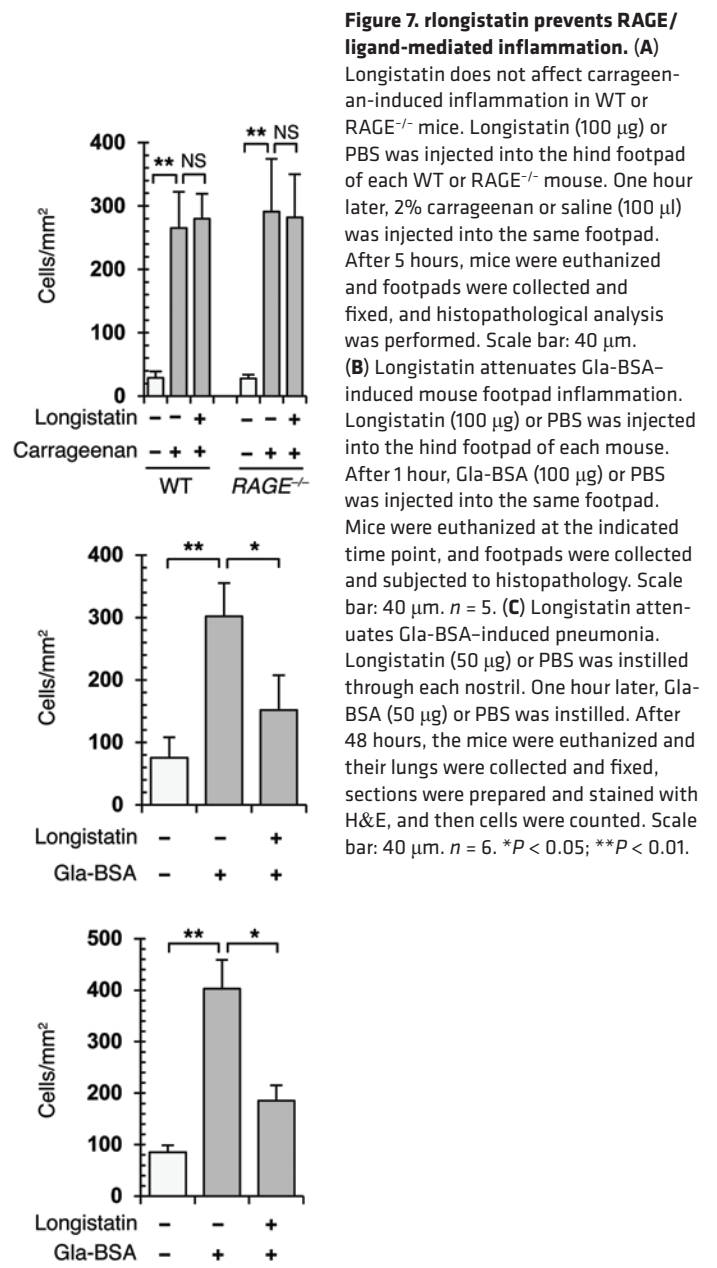 Figure 7. rlongistatin prevents RAGE/
ligand-mediated inflammation. (A)
Longistatin does not affect carrageen-
an-induced inflammation in WT or
RAGE⁻/⁻ mice. Longistatin (100 μg) or
PBS was injected into the hind footpad
of each WT or RAGE⁻/⁻ mouse. One hour
later, 2% carrageenan or saline (100 μl)
was injected into the same footpad.
After 5 hours, mice were euthanized
and footpads were collected and
fixed, and histopathological analysis
was performed. Scale bar: 40 μm.
(B) Longistatin attenuates Gla-BSA–
induced mouse footpad inflammation.
Longistatin (100 μg) or PBS was injected
into the hind footpad of each mouse.
After 1 hour, Gla-BSA (100 μg) or PBS
was injected into the same footpad.
Mice were euthanized at the indicated
time point, and footpads were collected
and subjected to histopathology. Scale
bar: 40 μm. n = 5. (C) Longistatin atten-
uates Gla-BSA–induced pneumonia.
Longistatin (50 μg) or PBS was instilled
through each nostril. One hour later, Gla-
BSA (50 μg) or PBS was instilled. After
48 hours, the mice were euthanized and
their lungs were collected and fixed,
sections were prepared and stained with
H&E, and then cells were counted. Scale
bar: 40 μm. n = 6. *P < 0.05; **P < 0.01.
Cells/mm²
400
300
200
100
0
** NS
** NS
Longistatin − − + − − +
Carrageenan − + + − + +
WT RAGE⁻/⁻
Cells/mm²
400
300
200
100
0
** *
Longistatin − − +
Gla-BSA − + +
Cells/mm²
500
400
300
200
100
0
** *
Longistatin − − +
Gla-BSA − + +